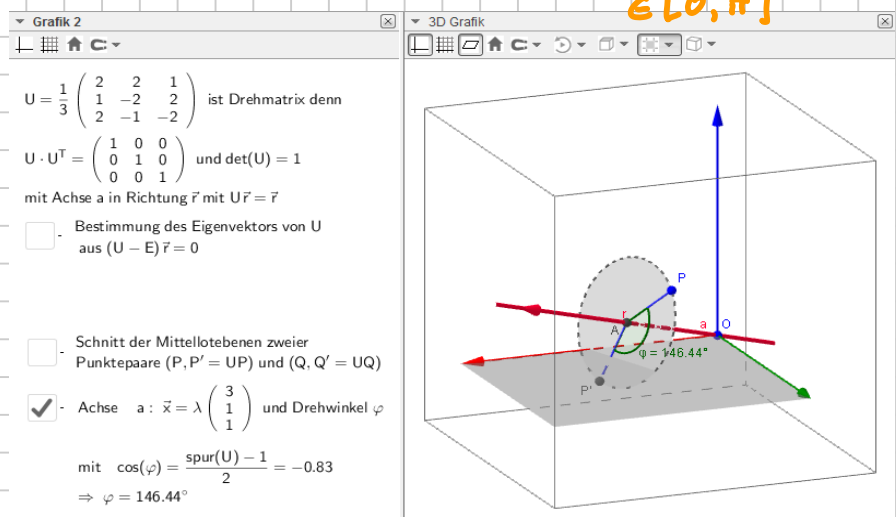 ∈[0,π]
Grafik 2
3D Grafik
U = 1/3 ( 2 2 1
1 −2 2
2 −1 −2 ) ist Drehmatrix denn
U · Uᵀ = ( 1 0 0
0 1 0
0 0 1 ) und det(U) = 1
mit Achse a in Richtung r⃗ mit Ur⃗ = r⃗
- Bestimmung des Eigenvektors von U
aus (U − E) r⃗ = 0
- Schnitt der Mittellotebenen zweier
Punktepaare (P, P′ = UP) und (Q, Q′ = UQ)
- Achse a : x⃗ = λ ( 3
1
1 ) und Drehwinkel φ
mit cos(φ) = (spur(U) − 1)/2 = −0.83
⇒ φ = 146.44°
P
r
A
a
O
φ = 146.44°
P'